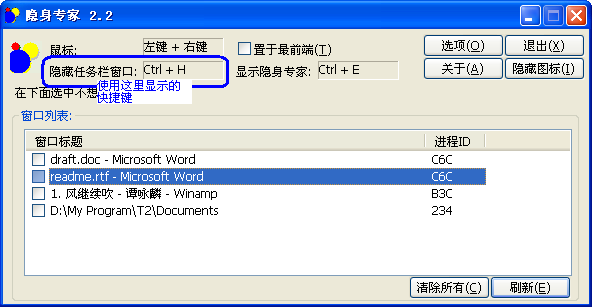 隐身专家 2.2
鼠标: 左键 + 右键 置于最前端(T) 选项(O) 退出(X)
隐藏任务栏窗口: Ctrl + H 显示隐身专家: Ctrl + E 关于(A) 隐藏图标(I)
使用这里显示的
快捷键
在下面选中不想
窗口列表:
窗口标题 进程ID
draft.doc - Microsoft Word C6C
readme.rtf - Microsoft Word C6C
1. 风继续吹 - 谭咏麟 - Winamp B3C
D:\My Program\T2\Documents 234
清除所有(C) 刷新(E)